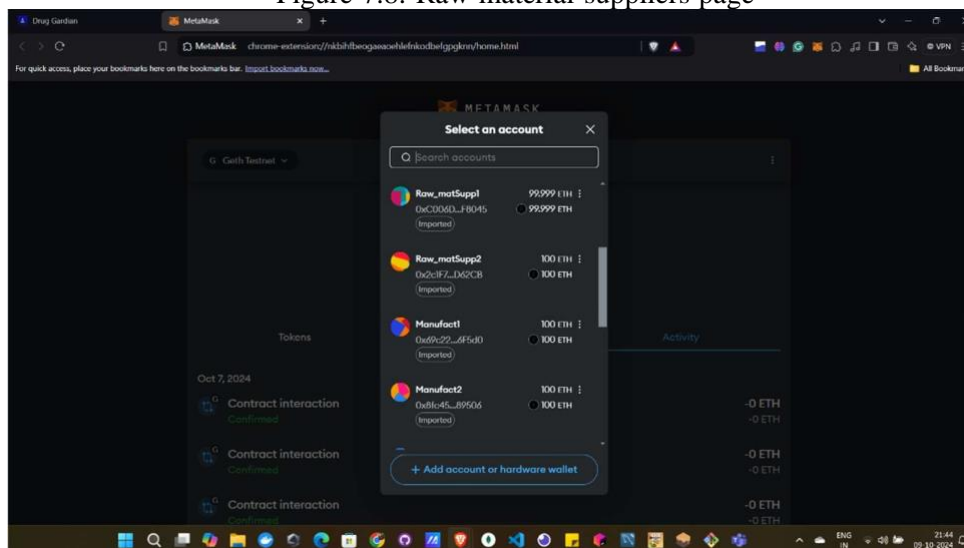 Figure 7.8: Raw material suppliers page
Drug Gardian
MetaMask
MetaMask chrome-extension://nkbihfbeogaeaoehlefnkodbefgpgknn/home.html
VPN
For quick access, place your bookmarks here on the bookmarks bar. Import bookmarks now...
All Bookmar
METAMASK
Select an account
G Geth Testnet
Search accounts
Raw_matSupp1 99.999 ETH
0xC006D...F8045 99.999 ETH
Imported
Raw_matSupp2 100 ETH
0x2c1F7...D62CB 100 ETH
Imported
Manufact1 100 ETH
0x69c22...6F5d0 100 ETH
Imported
Tokens
Activity
Manufact2 100 ETH
0x8fc45...89506 100 ETH
Imported
Oct 7, 2024
Contract interaction -0 ETH
Confirmed -0 ETH
+ Add account or hardware wallet
Contract interaction -0 ETH
Confirmed -0 ETH
Contract interaction -0 ETH
Confirmed -0 ETH
ENG
IN
21:44
09-10-2024